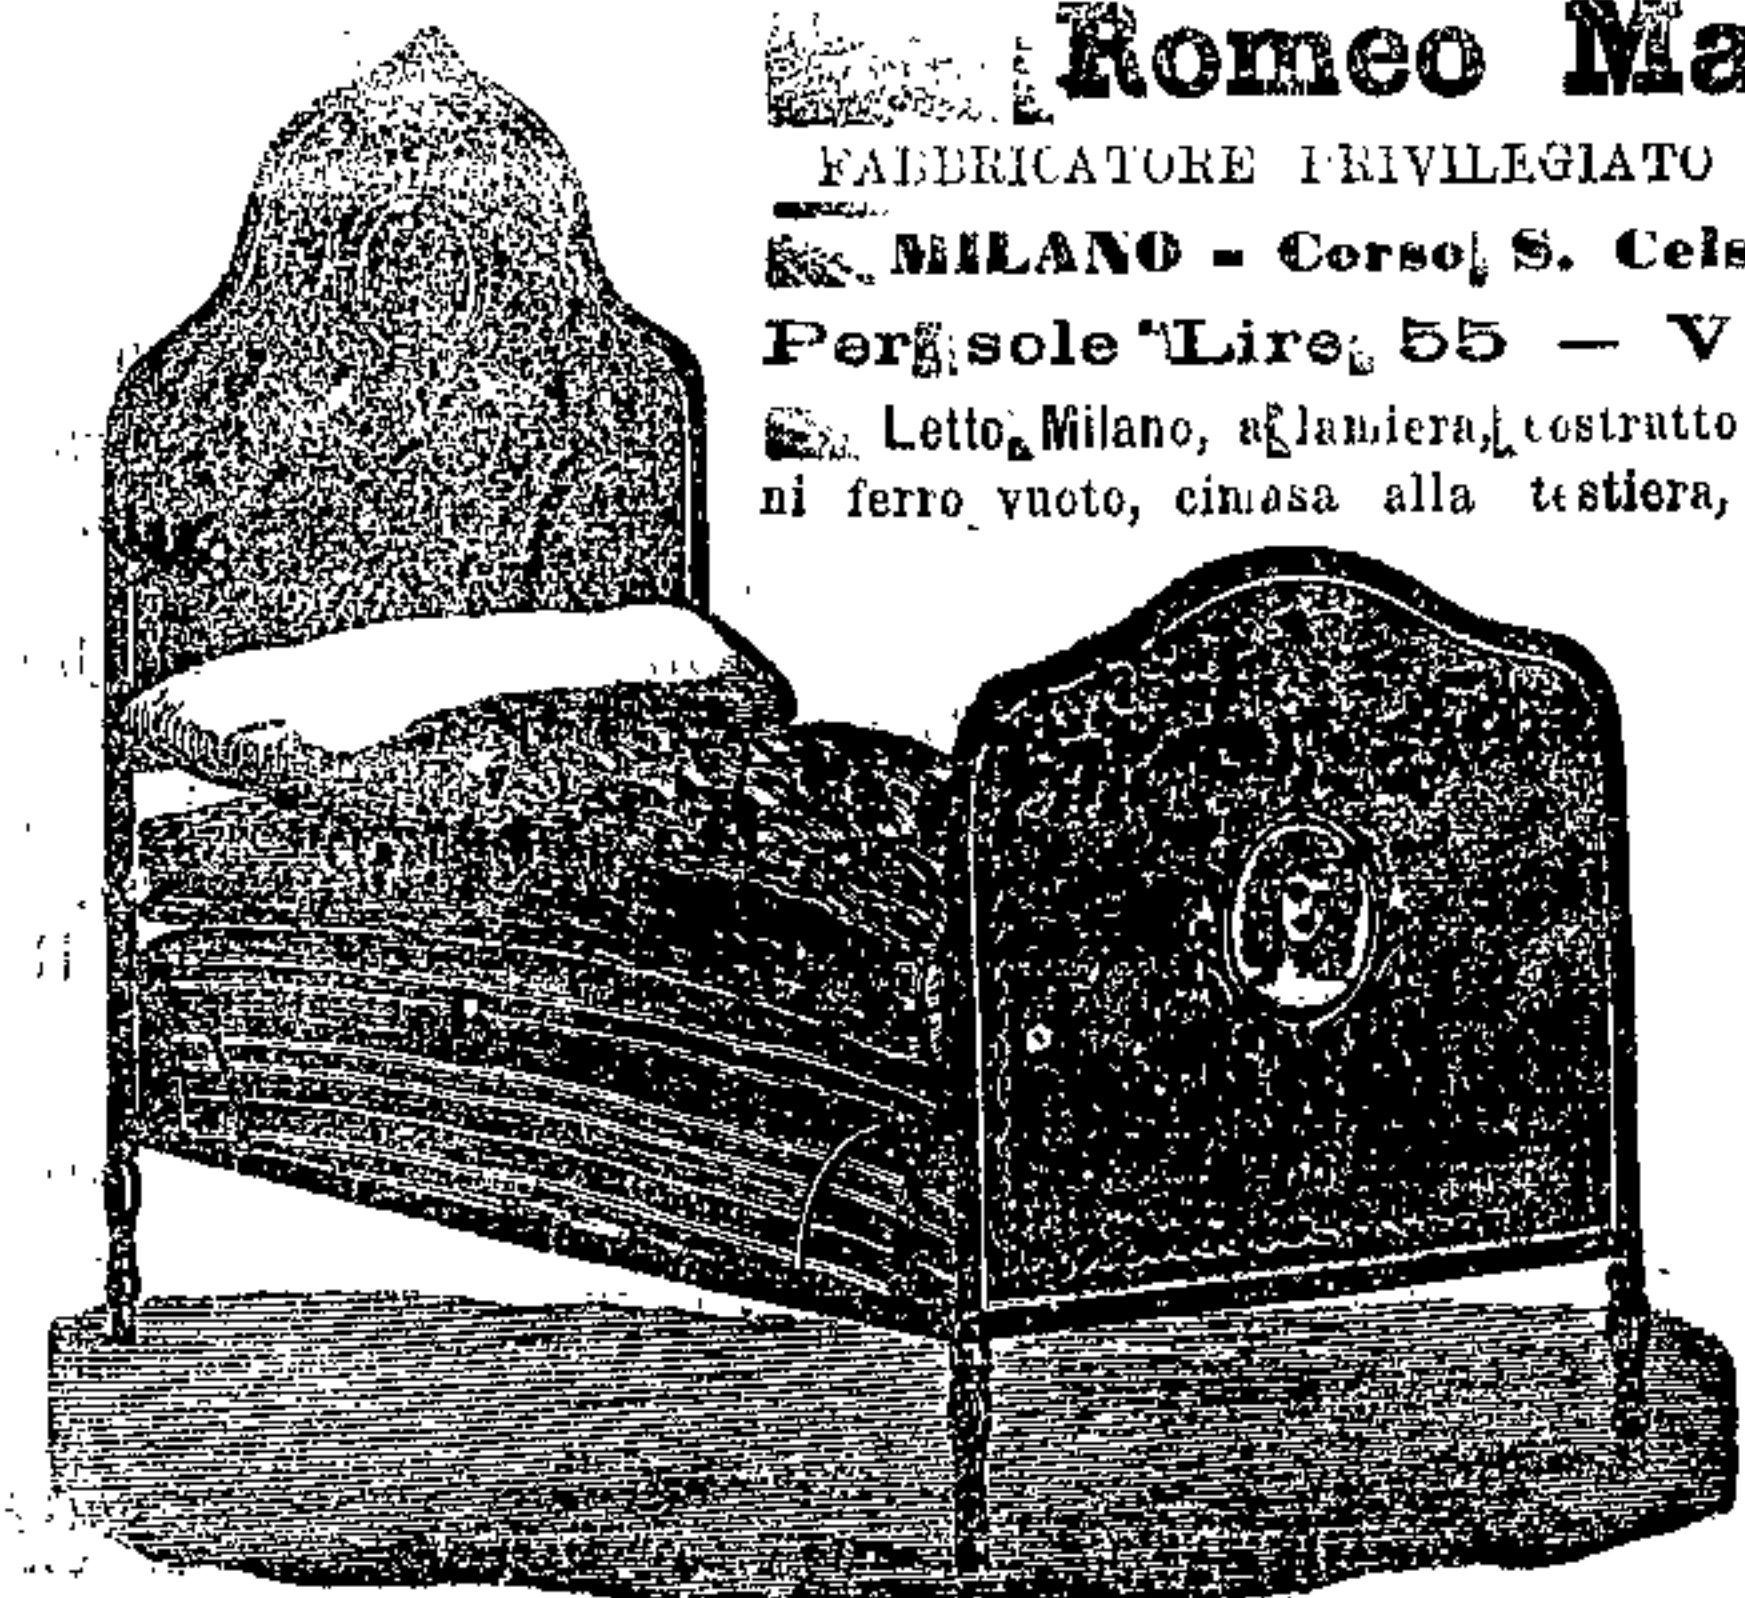 Romeo Ma
FABBRICATORE PRIVILEGIATO
MILANO - Corso S. Cels
Per sole Lire 55 — V
Letto Milano, a lamiera, costrutto
ni ferro vuoto, cimasa alla testiera,